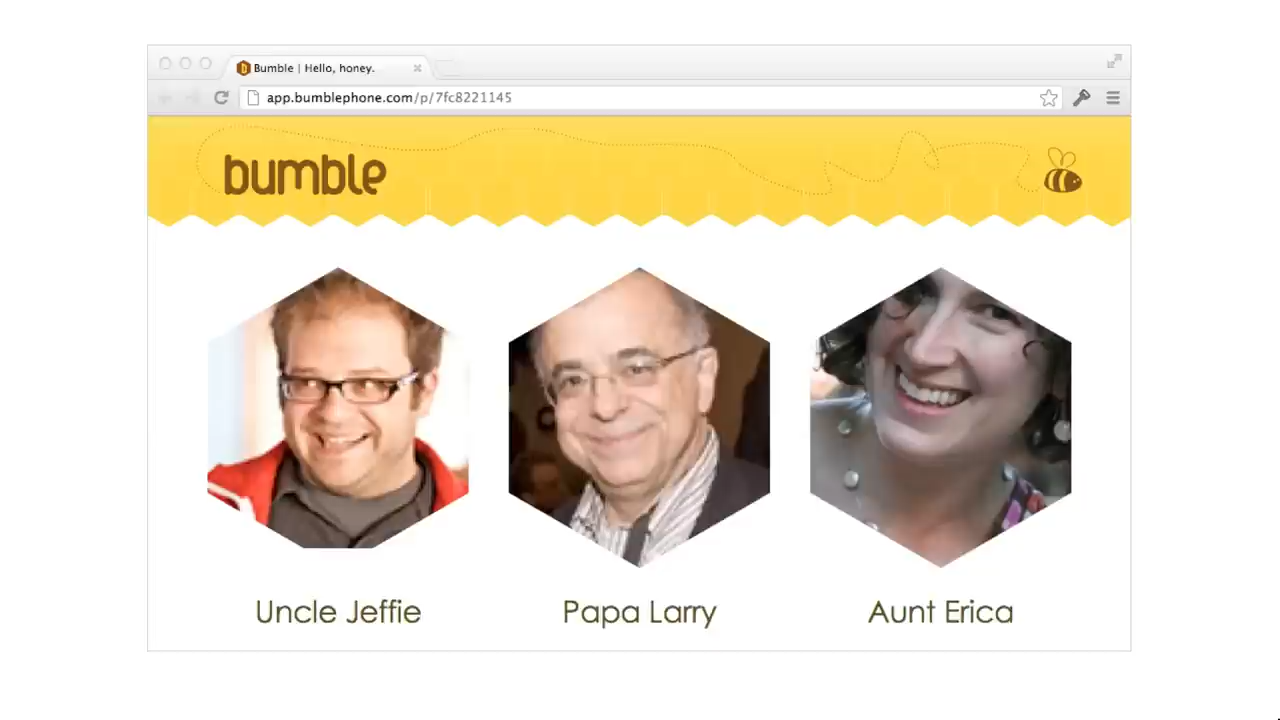 Bumble | Hello, honey.
app.bumblephone.com/p/7fc8221145
bumble
Uncle Jeffie
Papa Larry
Aunt Erica